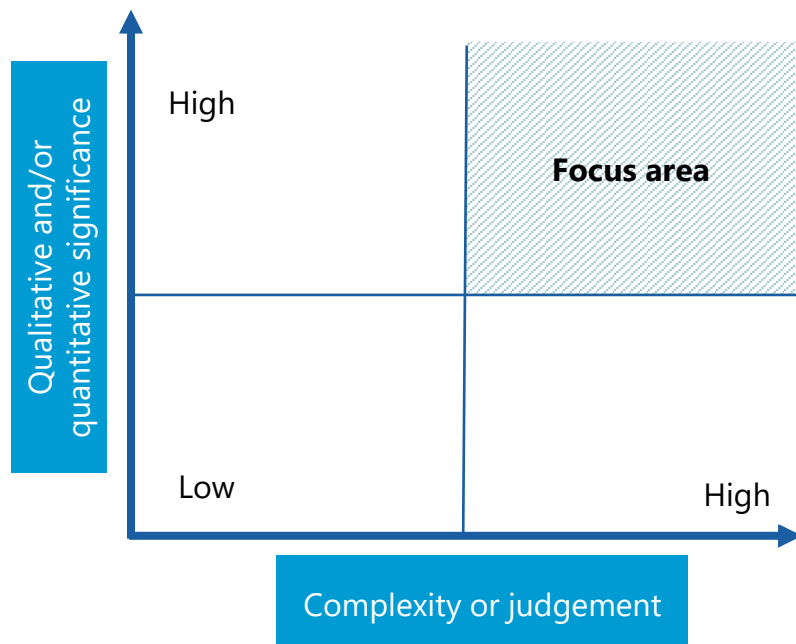 Qualitative and/or
quantitative significance
High
Focus area
Low
High
Complexity or judgement